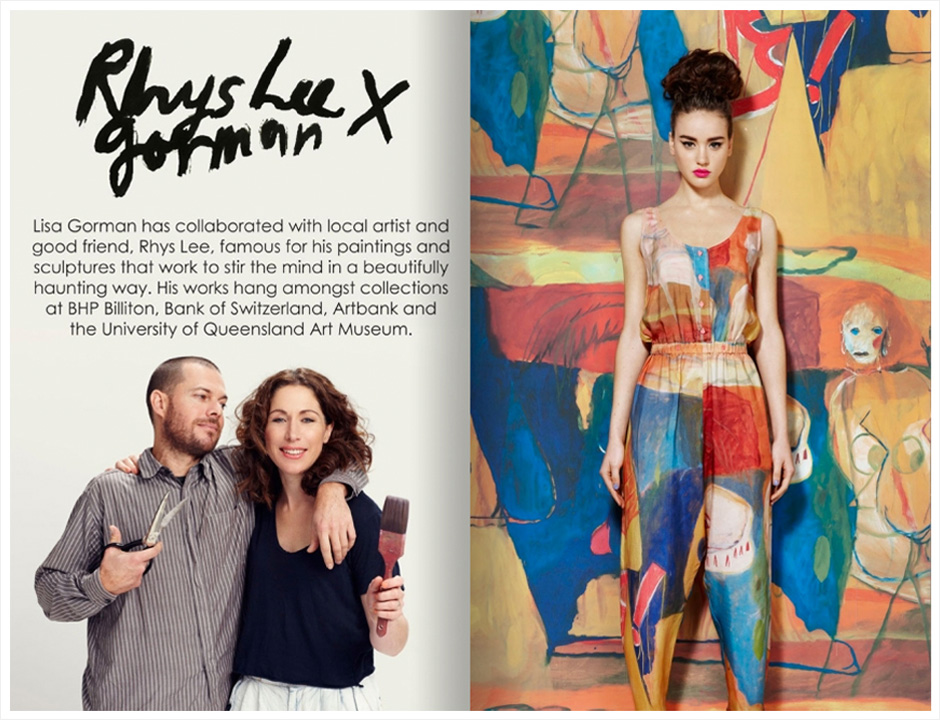 Rhys Lee X
gorman
Lisa Gorman has collaborated with local artist and
good friend, Rhys Lee, famous for his paintings and
sculptures that work to stir the mind in a beautifully
haunting way. His works hang amongst collections
at BHP Billiton, Bank of Switzerland, Artbank and
the University of Queensland Art Museum.